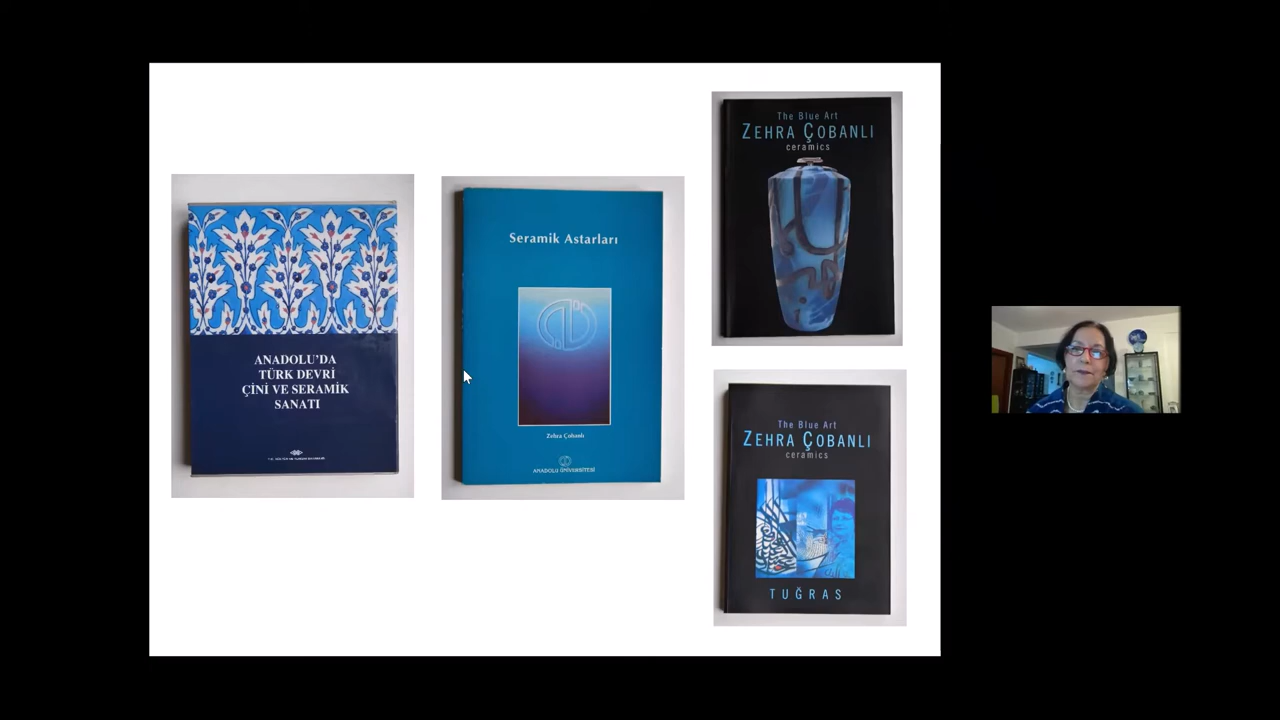 ANADOLU'DA
TÜRK DEVRİ
ÇİNİ VE SERAMİK
SANATI
Seramik Astarları
Zehra Çobanlı
ANADOLU ÜNİVERSİTESİ
The Blue Art
ZEHRA ÇOBANLI
ceramics
The Blue Art
ZEHRA ÇOBANLI
ceramics
TUĞRAS